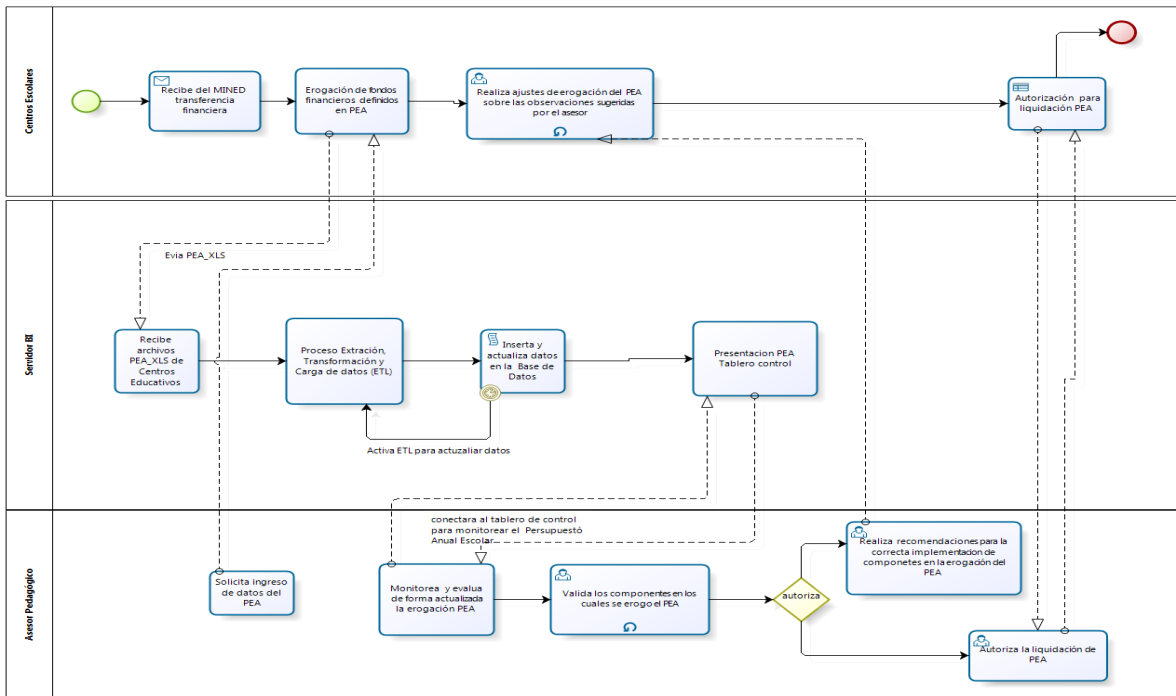 Centros Escolares
Recibe del MINED
transferencia
financiera
Erogación de fondos
financieros definidos
en PEA
Realiza ajustes de erogación del PEA
sobre las observaciones sugeridas
por el asesor
Autorización para
liquidación PEA
Servidor BI
Evia PEA_XLS
Recibe
archivos
PEA_XLS de
Centros
Educativos
Proceso Extración,
Transformación y
Carga de datos (ETL)
Inserta y
actualiza datos
en la Base de
Datos
Presentacion PEA
Tablero control
Activa ETL para actuzaliar datos
Asesor Pedagógico
conectara al tablero de control
para monitorear el Persupuestó
Anual Escolar
Solicita ingreso
de datos del
PEA
Monitorea y evalua
de forma actualizada
la erogación PEA
Valida los componentes en los
cuales se erogo el PEA
autoriza
Realiza recomendaciones para la
correcta implementacion de
componetes en la erogación del
PEA
Autoriza la liquidación de
PEA